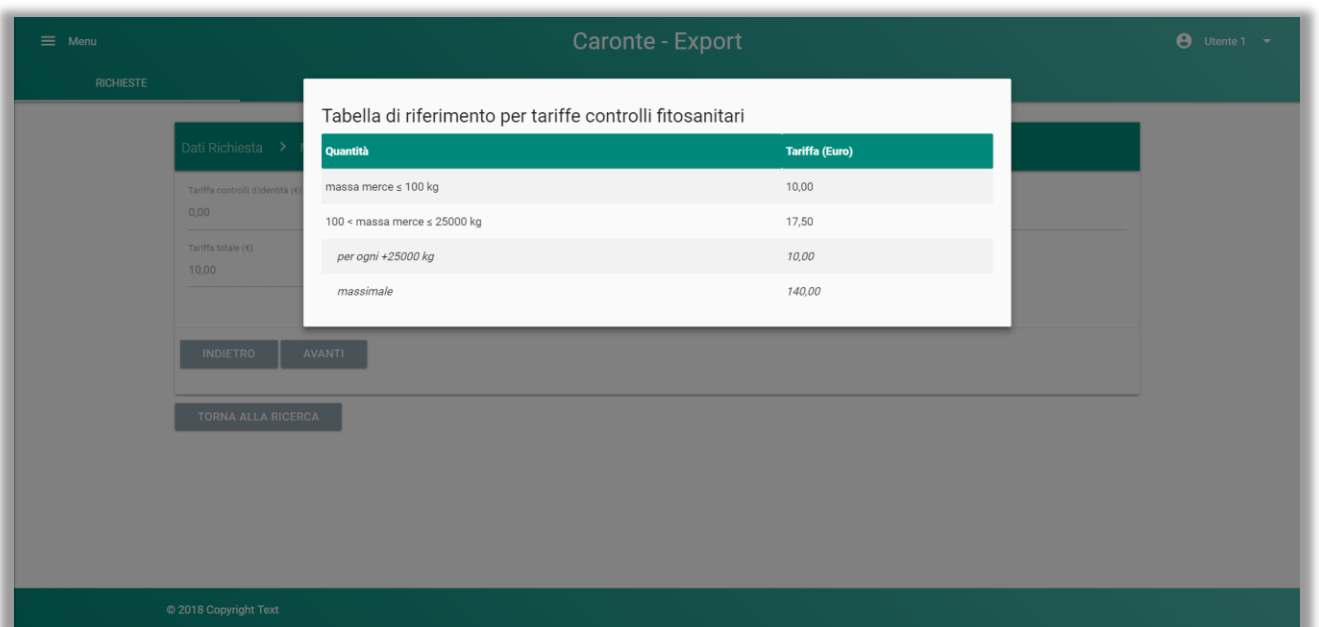 Menu
Caronte - Export
Utente 1
RICHIESTE
Tabella di riferimento per tariffe controlli fitosanitari
Dati Richiesta >
Quantità Tariffa (Euro)
Tariffa controlli d'identità (€)
massa merce ≤ 100 kg 10,00
0,00
100 < massa merce ≤ 25000 kg 17,50
Tariffa totale (€)
per ogni +25000 kg 10,00
10,00
massimale 140,00
INDIETRO AVANTI
TORNA ALLA RICERCA
© 2018 Copyright Text